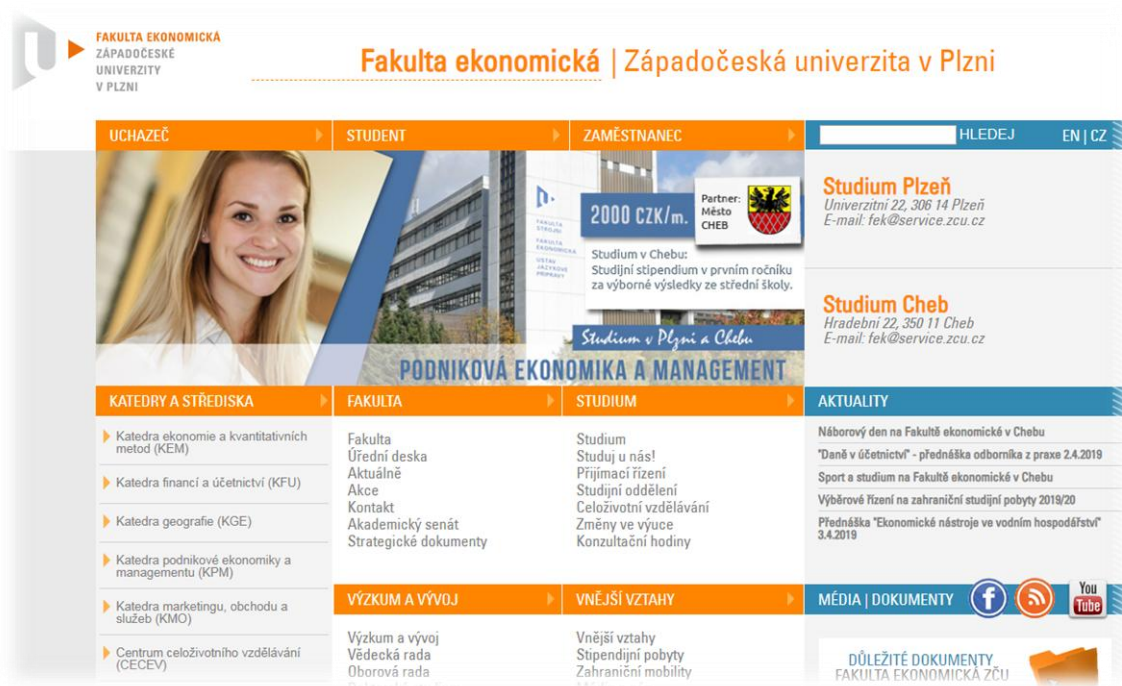 FAKULTA EKONOMICKÁ
ZÁPADOČESKÉ
UNIVERZITY
V PLZNI
Fakulta ekonomická | Západočeská univerzita v Plzni
UCHAZEČ
STUDENT
ZAMĚSTNANEC
HLEDEJ
EN | CZ
2000 CZK/m.
Partner:
Město
CHEB
FAKULTA
STROJNÍ
FAKULTA
EKONOMICKÁ
ÚSTAV
JAZYKOVÉ
PŘÍPRAVY
Studium v Chebu:
Studijní stipendium v prvním ročníku
za výborné výsledky ze střední školy.
Studium v Plzni a Chebu
PODNIKOVÁ EKONOMIKA A MANAGEMENT
Studium Plzeň
Univerzitní 22, 306 14 Plzeň
E-mail: fek@service.zcu.cz
Studium Cheb
Hradební 22, 350 11 Cheb
E-mail: fek@service.zcu.cz
KATEDRY A STŘEDISKA
Katedra ekonomie a kvantitativních
metod (KEM)
Katedra financí a účetnictví (KFU)
Katedra geografie (KGE)
Katedra podnikové ekonomiky a
managementu (KPM)
Katedra marketingu, obchodu a
služeb (KMO)
Centrum celoživotního vzdělávání
(CECEV)
FAKULTA
Fakulta
Úřední deska
Aktuálně
Akce
Kontakt
Akademický senát
Strategické dokumenty
STUDIUM
Studium
Studuj u nás!
Přijímací řízení
Studijní oddělení
Celoživotní vzdělávání
Změny ve výuce
Konzultační hodiny
AKTUALITY
Náborový den na Fakultě ekonomické v Chebu
"Daně v účetnictví" - přednáška odborníka z praxe 2.4.2019
Sport a studium na Fakultě ekonomické v Chebu
Výběrové řízení na zahraniční studijní pobyty 2019/20
Přednáška "Ekonomické nástroje ve vodním hospodářství"
3.4.2019
VÝZKUM A VÝVOJ
Výzkum a vývoj
Vědecká rada
Oborová rada
VNĚJŠÍ VZTAHY
Vnější vztahy
Stipendijní pobyty
Zahraniční mobility
MÉDIA | DOKUMENTY
You
Tube
DŮLEŽITÉ DOKUMENTY
FAKULTA EKONOMICKÁ ZČU